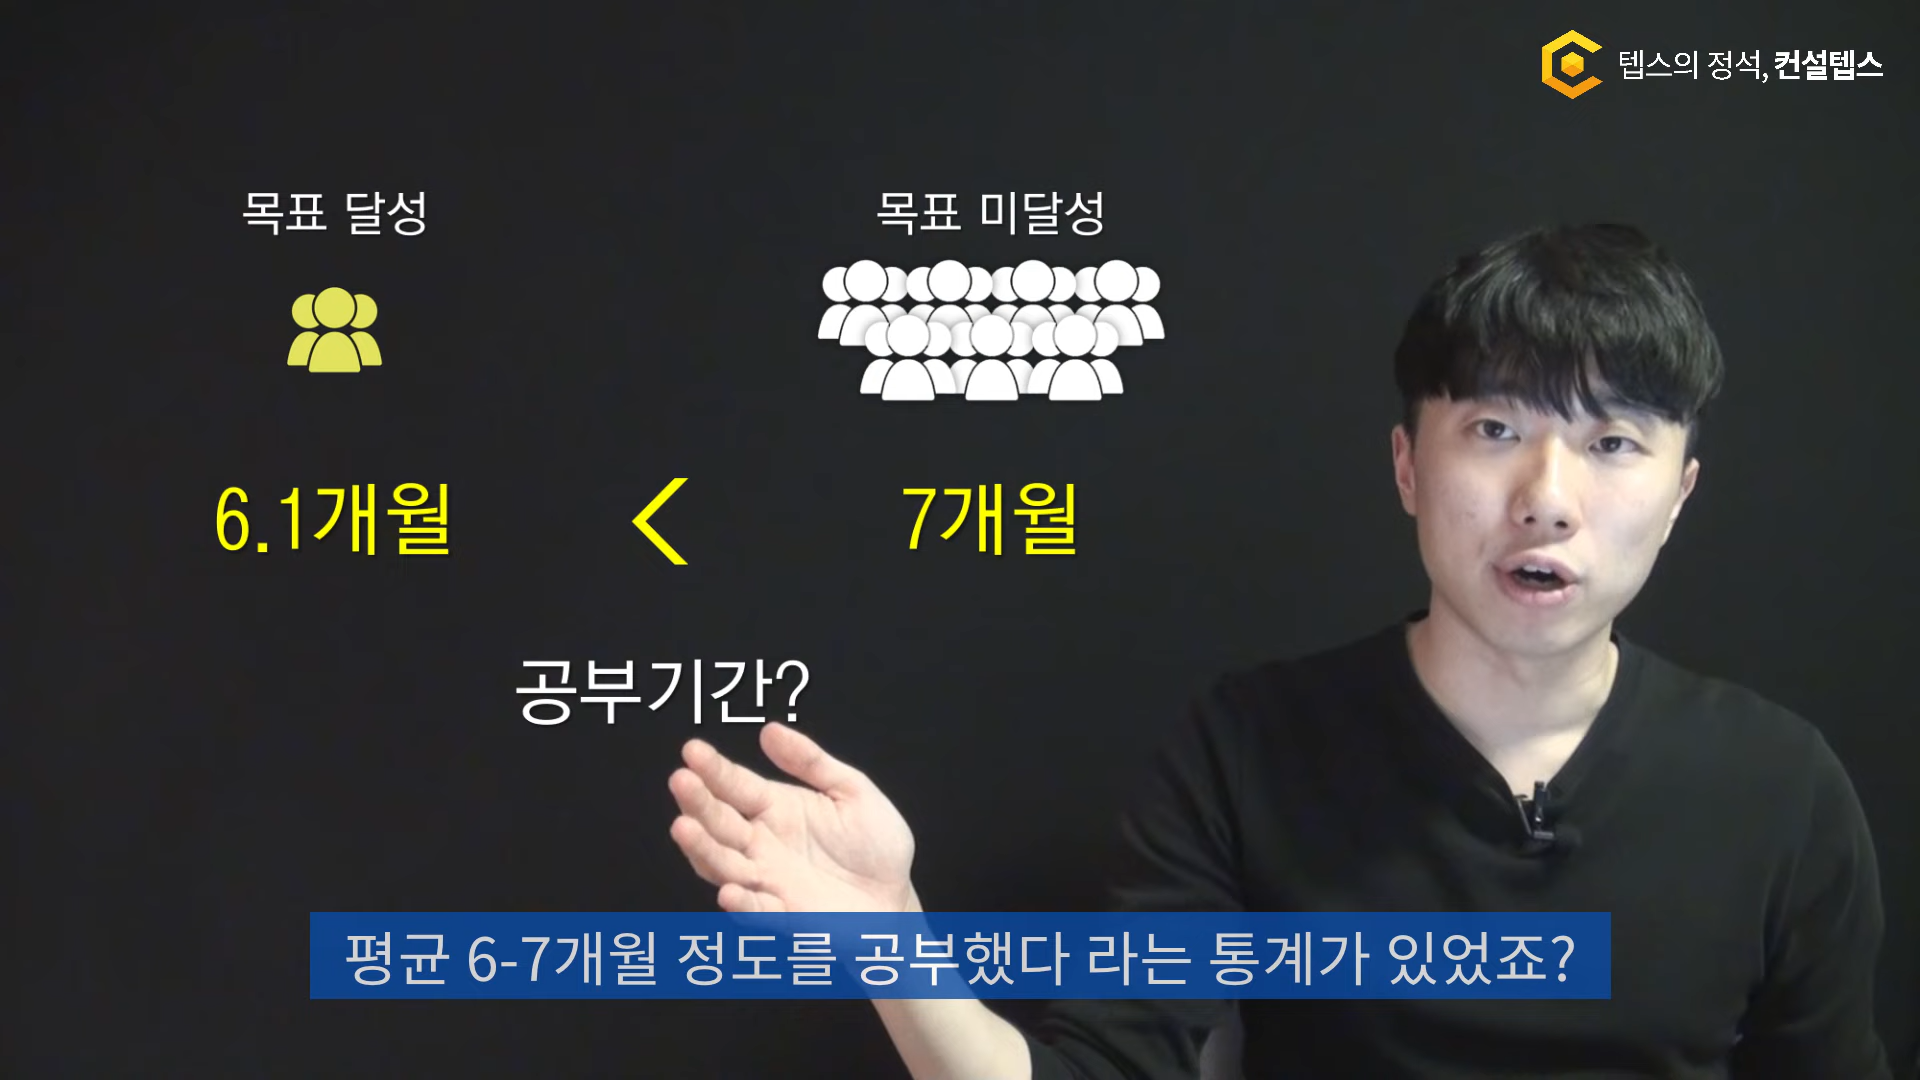 텝스의 정석, 컨설텝스
목표 달성
목표 미달성
6.1개월 < 7개월
공부기간?
평균 6-7개월 정도를 공부했다 라는 통계가 있었죠?